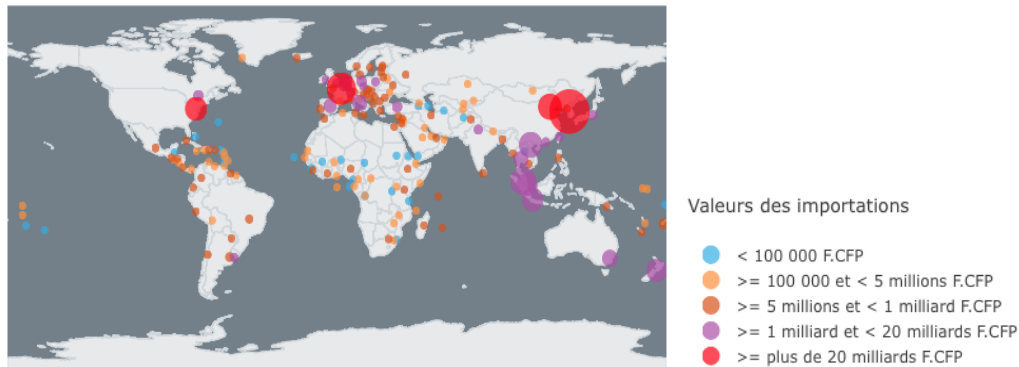 Valeurs des importations
< 100 000 F.CFP
>= 100 000 et < 5 millions F.CFP
>= 5 millions et < 1 milliard F.CFP
>= 1 milliard et < 20 milliards F.CFP
>= plus de 20 milliards F.CFP